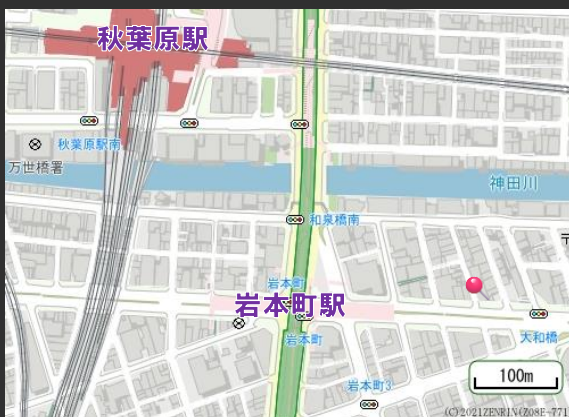 秋葉原駅
秋葉原駅南
万世橋署
神田川
和泉橋南
岩本町
岩本町駅
岩本町
大和橋
岩本町3
100m
(C)2021ZENRIN(Z08E-771